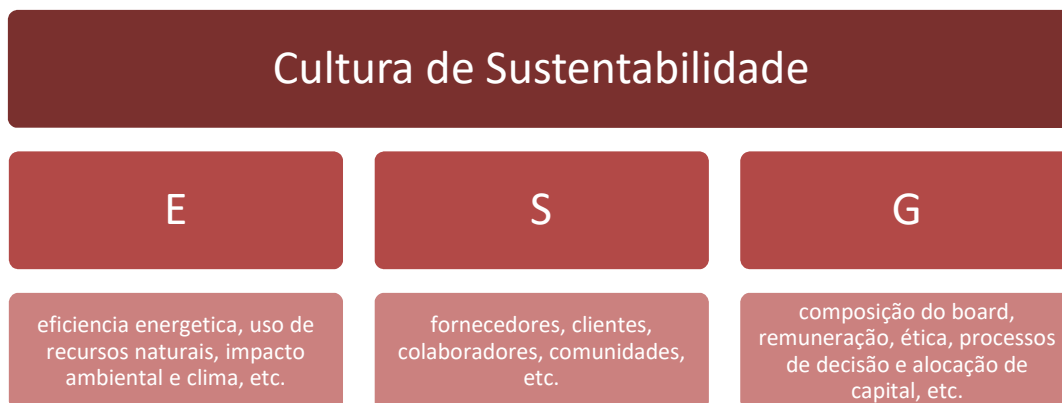 Cultura de Sustentabilidade
E
S
G
eficiencia energetica, uso de
recursos naturais, impacto
ambiental e clima, etc.
fornecedores, clientes,
colaboradores, comunidades,
etc.
composição do board,
remuneração, ética, processos
de decisão e alocação de
capital, etc.